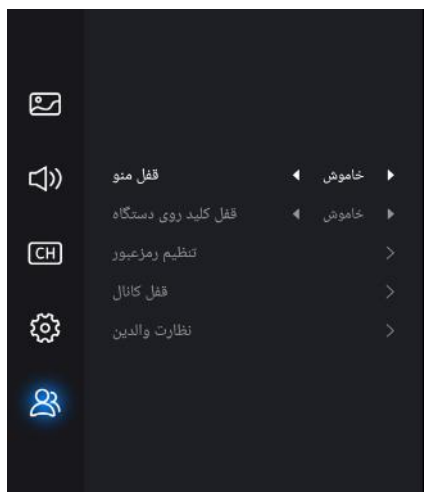 قفل منو خاموش
قفل کلید روی دستگاه خاموش
CH تنظیم رمزعبور
قفل کانال
نظارت والدین